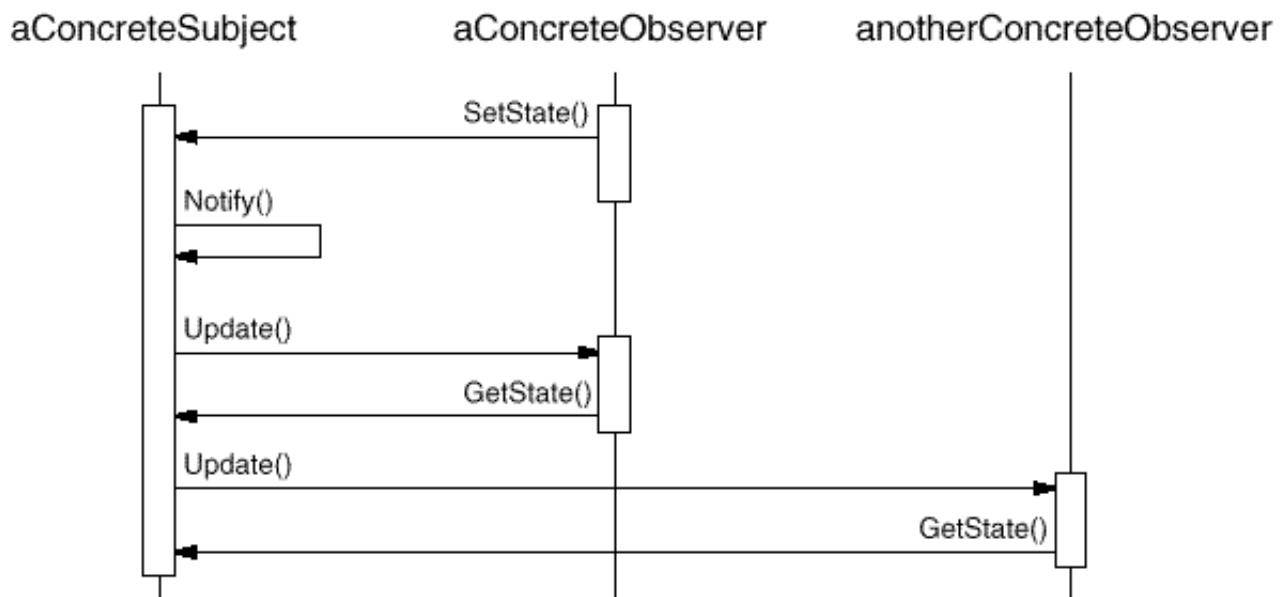 aConcreteSubject aConcreteObserver anotherConcreteObserver
SetState()
Notify()
Update()
GetState()
Update()
GetState()